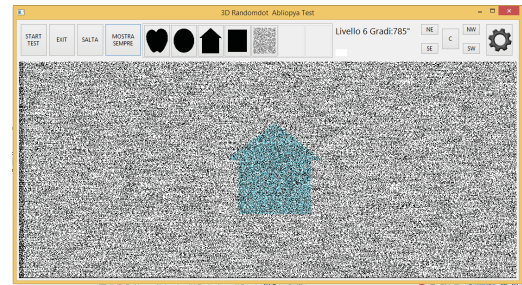 3D Randomdot Abliopya Test
START TEST
EXIT
SALTA
MOSTRA SEMPRE
Livello 6 Gradi:785"
NE
NW
C
SE
SW